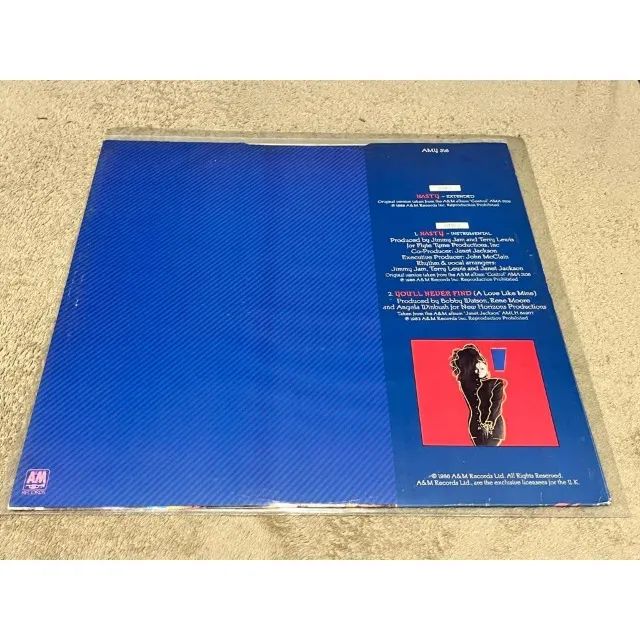 AMY 316
NASTY – EXTENDED
Original version taken from the A&M album 'Control' AMA 5106
℗ 1986 A&M Records Inc. Reproduction Prohibited
1. NASTY – INSTRUMENTAL
Produced by Jimmy Jam and Terry Lewis
for Flyte Tyme Productions, Inc
Co-Producer: Janet Jackson
Executive Producer: John McClain
Rhythm & vocal arrangers:
Jimmy Jam, Terry Lewis and Janet Jackson
Original version taken from the A&M album 'Control' AMA 5106
℗ 1986 A&M Records Inc. Reproduction Prohibited
2. YOU'LL NEVER FIND (A Love Like Mine)
Produced by Bobby Watson, Rene Moore
and Angela Winbush for New Horizons Productions
Taken from the A&M album 'Janet Jackson' AMLH
℗ 1983 A&M Records Inc. Reproduction Prohibited
© 1986 A&M Records Ltd. All Rights Reserved.
A&M Records Ltd., are the exclusive licensees for the U.K.
A&M
RECORDS